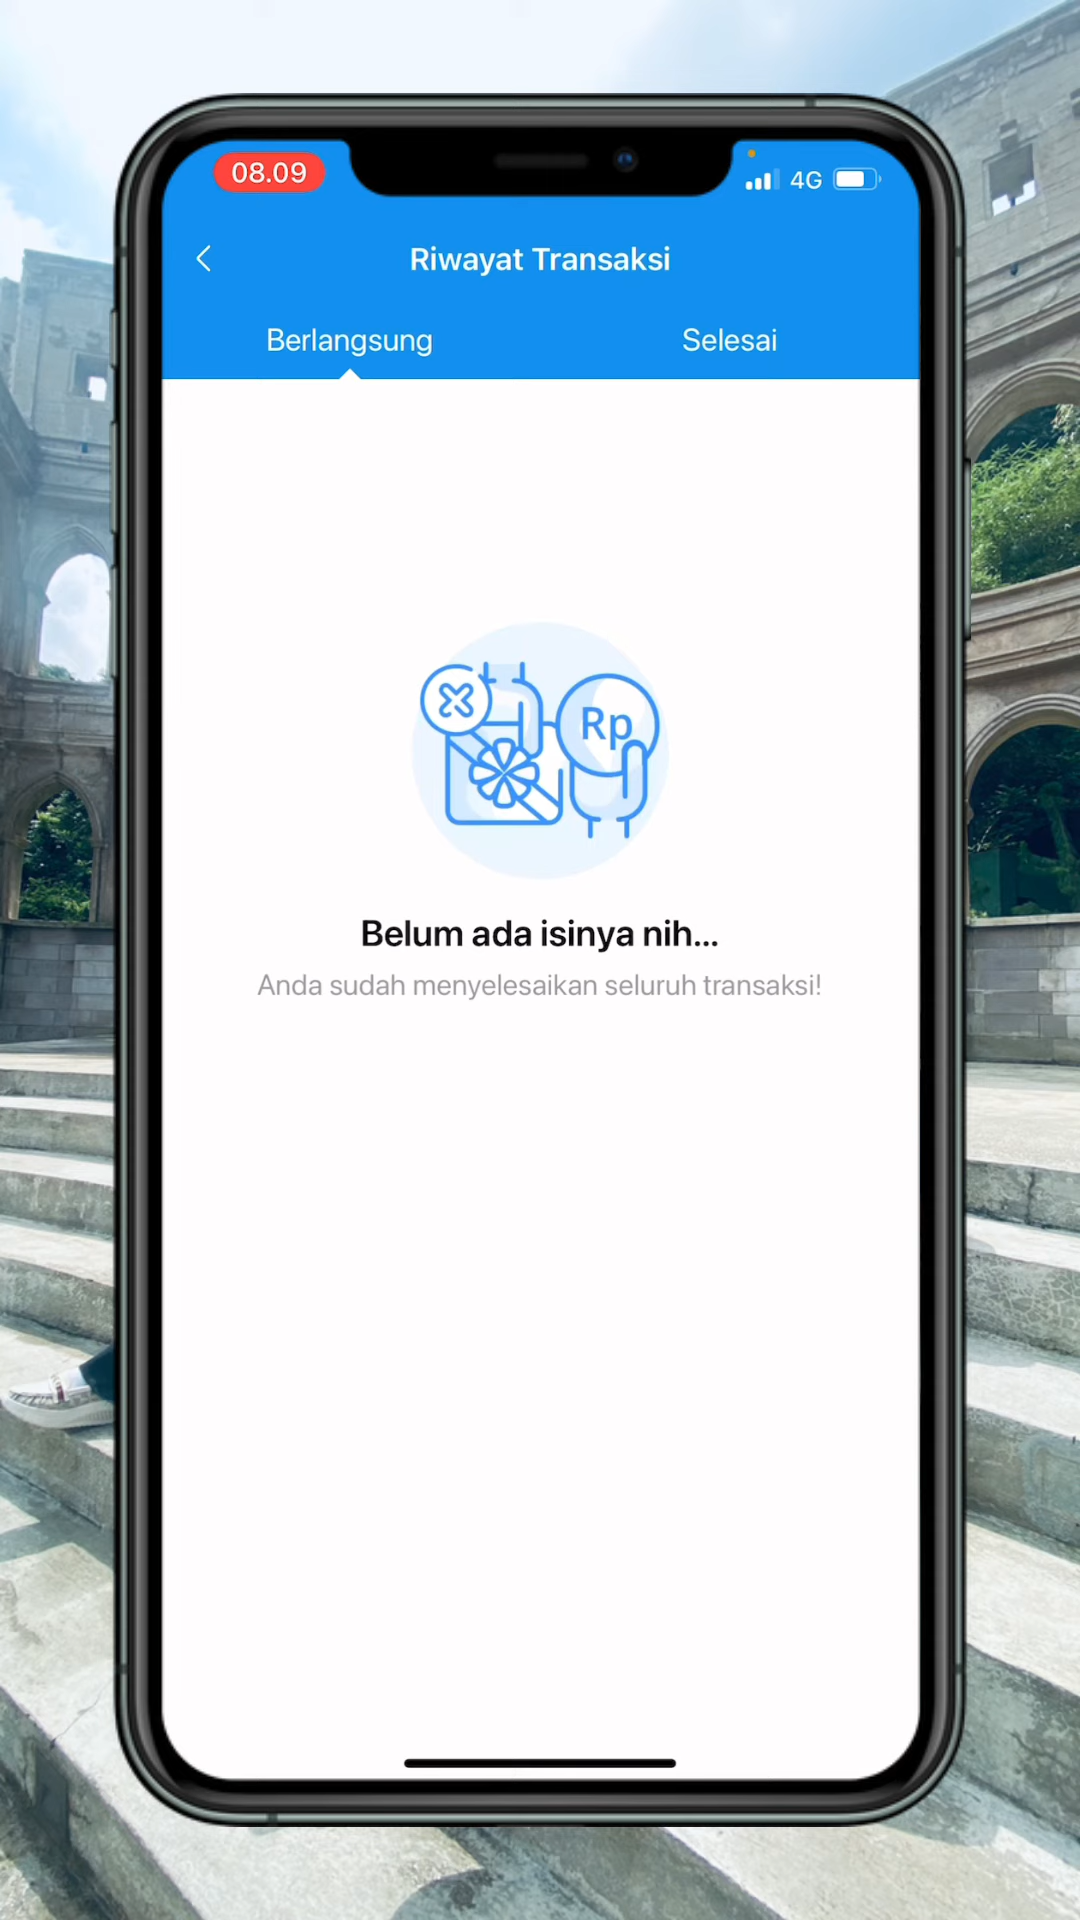 08.09
4G
Riwayat Transaksi
Berlangsung
Selesai
Rp
Belum ada isinya nih...
Anda sudah menyelesaikan seluruh transaksi!